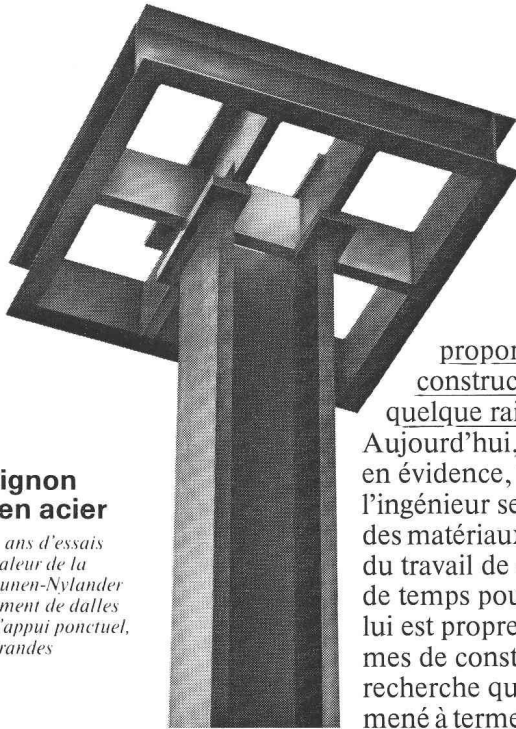 ignon
en acier
ans d'essais
aleur de la
unen-Nylander
ment de dalles
'appui ponctuel,
randes
propor
construc
quelque rai
Aujourd'hui,
en évidence,
l'ingénieur se
des matériaux
du travail de
de temps pou
lui est propre
mes de const
recherche qu
mené à terme